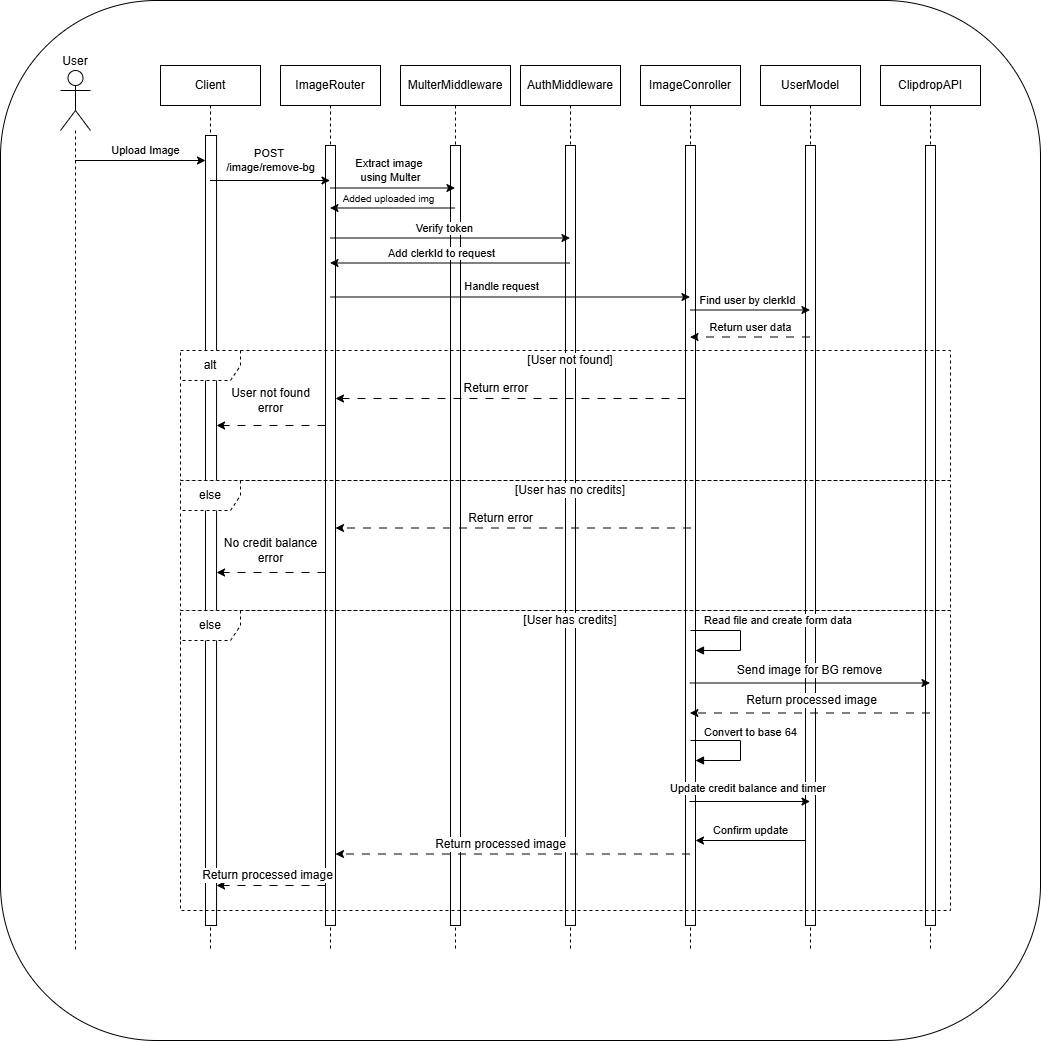 User
Client
ImageRouter
MulterMiddleware
AuthMiddleware
ImageConroller
UserModel
ClipdropAPI
Upload Image
POST
/image/remove-bg
Extract image
using Multer
Added uploaded img
Verify token
Add clerkId to request
Handle request
Find user by clerkId
Return user data
alt
[User not found]
Return error
User not found
error
else
[User has no credits]
Return error
No credit balance
error
else
[User has credits]
Read file and create form data
Send image for BG remove
Return processed image
Convert to base 64
Update credit balance and timer
Confirm update
Return processed image
Return processed image